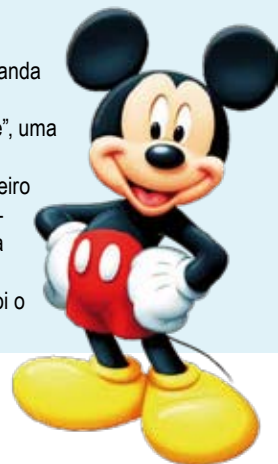 anda
e”, uma
eiro
-
a
oi o